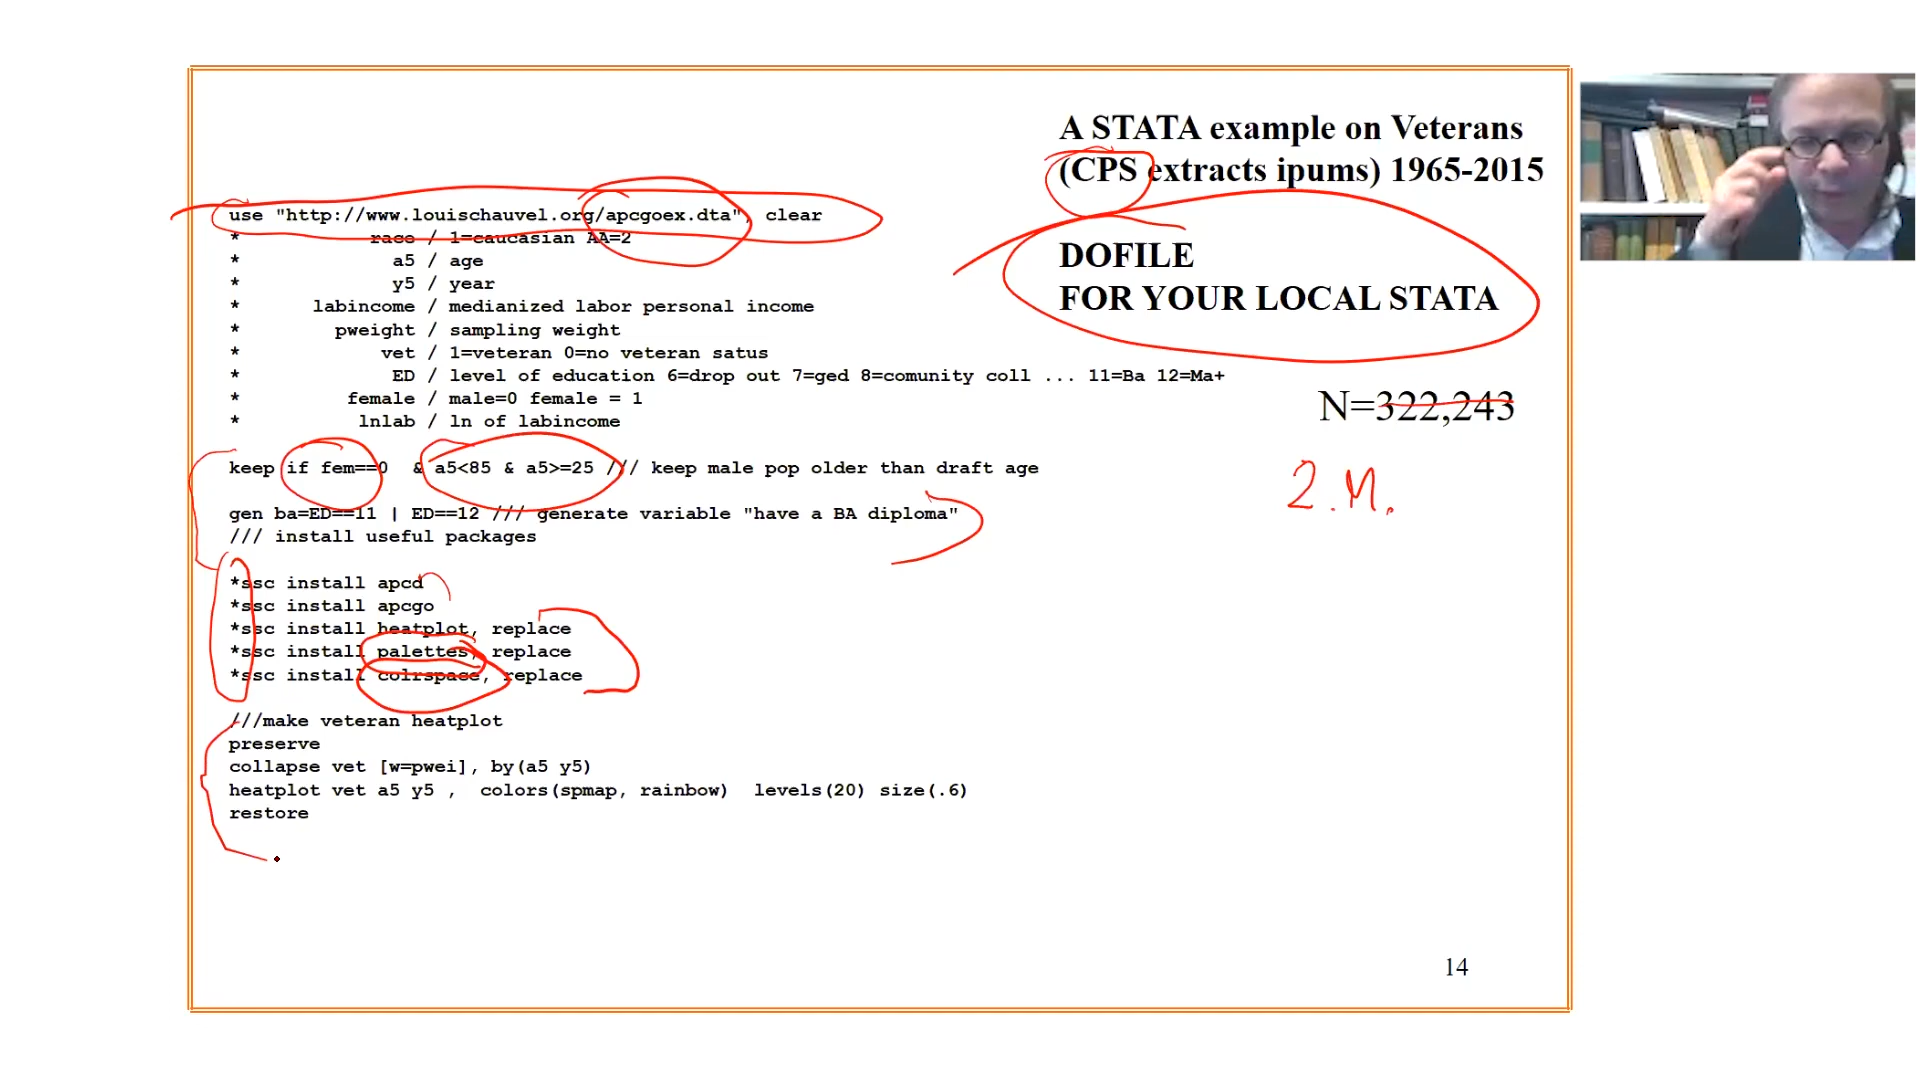 A STATA example on Veterans
(CPS extracts ipums) 1965-2015
DOFILE
FOR YOUR LOCAL STATA
N=322,243
2.M.
use "http://www.louischauvel.org/apcgoex.dta", clear
* race / 1=caucasian AA=2
* a5 / age
* y5 / year
* labincome / medianized labor personal income
* pweight / sampling weight
* vet / 1=veteran 0=no veteran satus
* ED / level of education 6=drop out 7=ged 8=comunity coll ... 11=Ba 12=Ma+
* female / male=0 female = 1
* lnlab / ln of labincome
keep if fem==0 & a5<85 & a5>=25 /// keep male pop older than draft age
gen ba=ED==11 | ED==12 /// generate variable "have a BA diploma"
/// install useful packages
*ssc install apcd
*ssc install apcgo
*ssc install heatplot, replace
*ssc install palettes, replace
*ssc install colrspace, replace
///make veteran heatplot
preserve
collapse vet [w=pwei], by(a5 y5)
heatplot vet a5 y5 , colors(spmap, rainbow) levels(20) size(.6)
restore
14